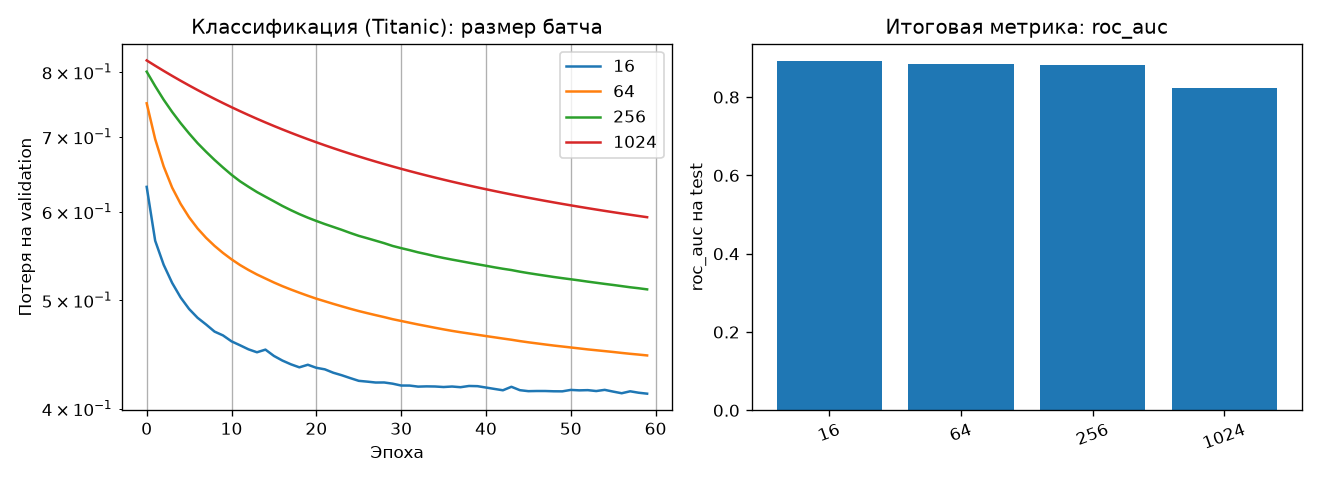 Классификация (Titanic): размер батча
Потеря на validation
8 × 10⁻¹
7 × 10⁻¹
6 × 10⁻¹
5 × 10⁻¹
4 × 10⁻¹
0 10 20 30 40 50 60
Эпоха
16
64
256
1024
Итоговая метрика: roc_auc
roc_auc на test
0.8
0.6
0.4
0.2
0.0
16 64 256 1024